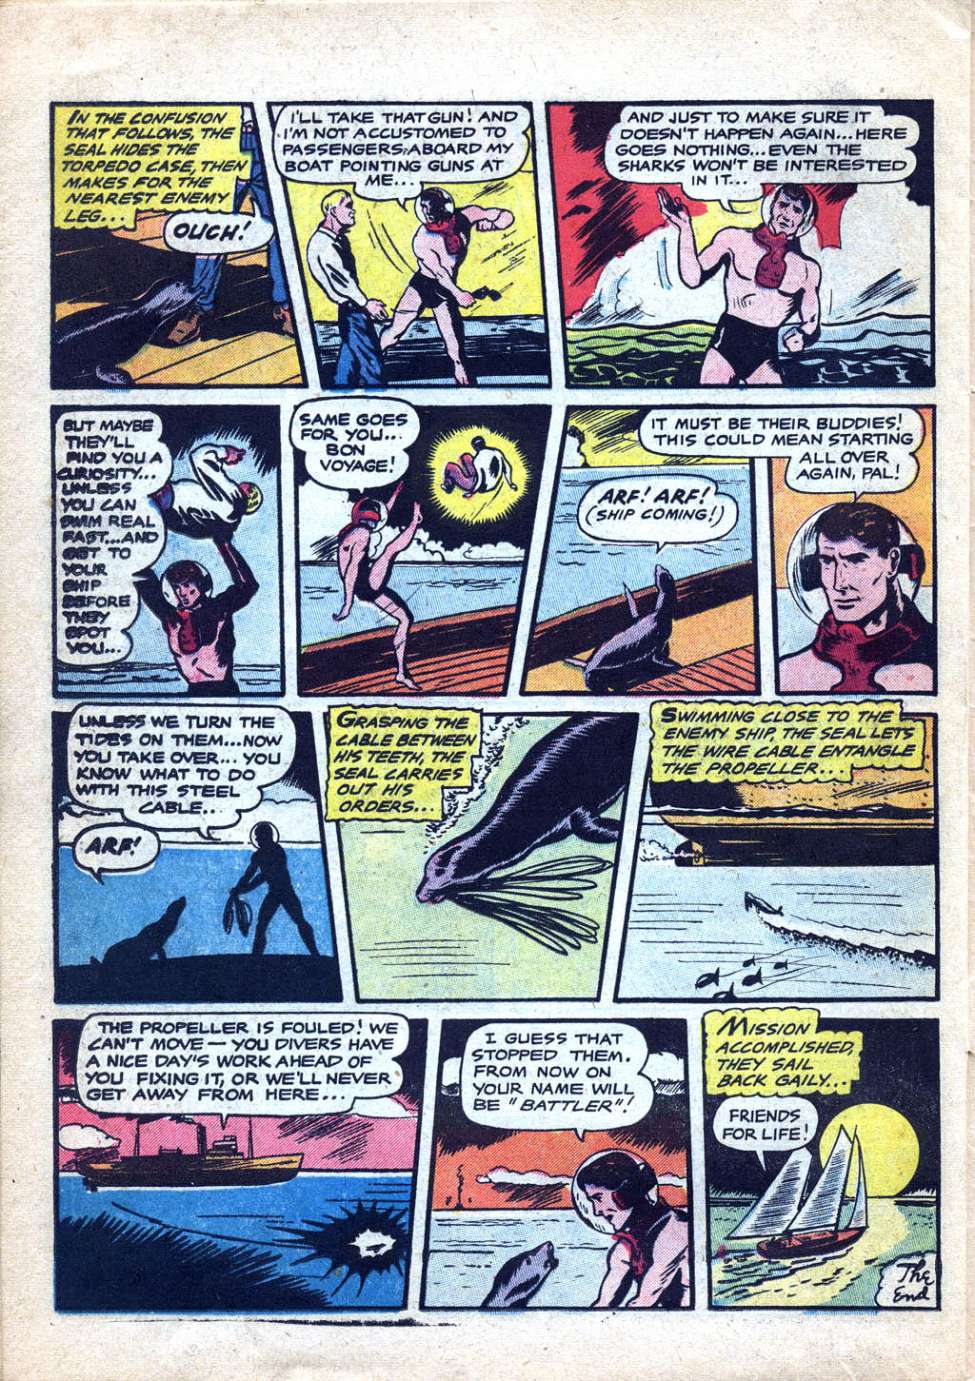 IN THE CONFUSION
THAT FOLLOWS, THE
SEAL HIDES THE
TORPEDO CASE, THEN
MAKES FOR THE
NEAREST ENEMY
LEG...
OUCH!
I'LL TAKE THAT GUN! AND
I'M NOT ACCUSTOMED TO
PASSENGERS ABOARD MY
BOAT POINTING GUNS AT
ME...
AND JUST TO MAKE SURE IT
DOESN'T HAPPEN AGAIN...HERE
GOES NOTHING...EVEN THE
SHARKS WON'T BE INTERESTED
IN IT...
BUT MAYBE
THEY'LL
FIND YOU A
CURIOSITY...
UNLESS
YOU CAN
SWIM REAL
FAST...AND
GET TO
YOUR
SHIP
BEFORE
THEY
SPOT
YOU...
SAME GOES
FOR YOU...
BON
VOYAGE!
ARF! ARF!
(SHIP COMING!)
IT MUST BE THEIR BUDDIES!
THIS COULD MEAN STARTING
ALL OVER
AGAIN, PAL!
UNLESS WE TURN THE
TIDES ON THEM...NOW
YOU TAKE OVER... YOU
KNOW WHAT TO DO
WITH THIS STEEL
CABLE...
ARF!
GRASPING THE
CABLE BETWEEN
HIS TEETH, THE
SEAL CARRIES
OUT HIS
ORDERS...
SWIMMING CLOSE TO THE
ENEMY SHIP, THE SEAL LETS
THE WIRE CABLE ENTANGLE
THE PROPELLER...
THE PROPELLER IS FOULED! WE
CAN'T MOVE — YOU DIVERS HAVE
A NICE DAY'S WORK AHEAD OF
YOU FIXING IT, OR WE'LL NEVER
GET AWAY FROM HERE...
I GUESS THAT
STOPPED THEM.
FROM NOW ON
YOUR NAME WILL
BE "BATTLER"!
MISSION
ACCOMPLISHED,
THEY SAIL
BACK GAILY...
FRIENDS
FOR LIFE!
The
End